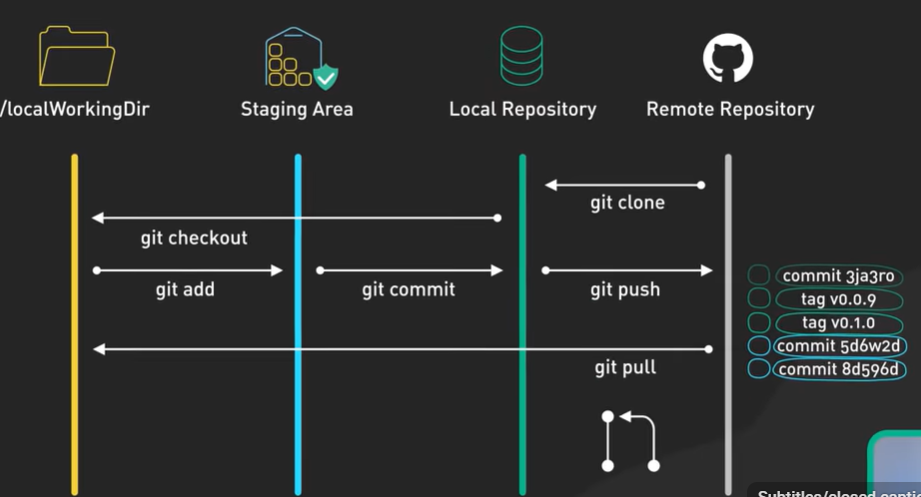 /localWorkingDir
Staging Area
Local Repository
Remote Repository
git clone
git checkout
git add
git commit
git push
commit 3ja3ro
tag v0.0.9
tag v0.1.0
commit 5d6w2d
commit 8d596d
git pull